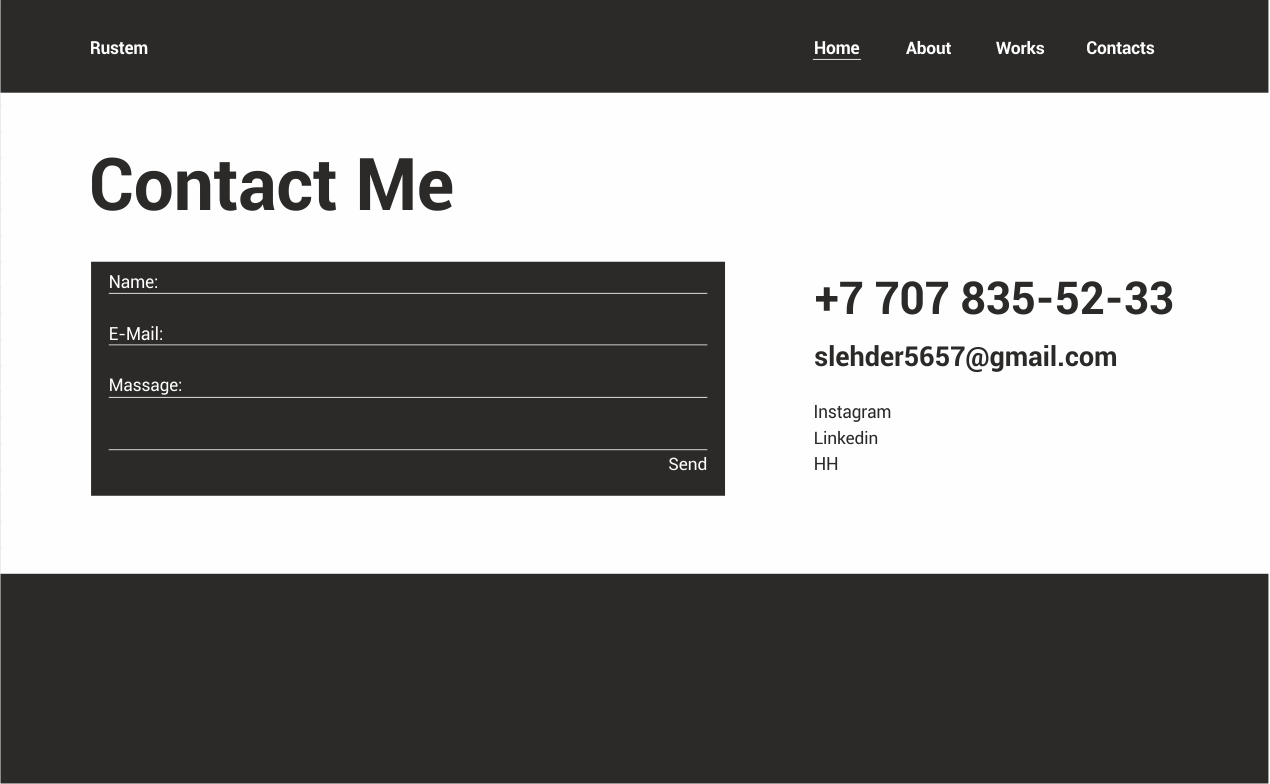 Rustem Home About Works Contacts
Contact Me
Name:
E-Mail:
Massage:
Send
+7 707 835-52-33
slehder5657@gmail.com
Instagram
Linkedin
HH